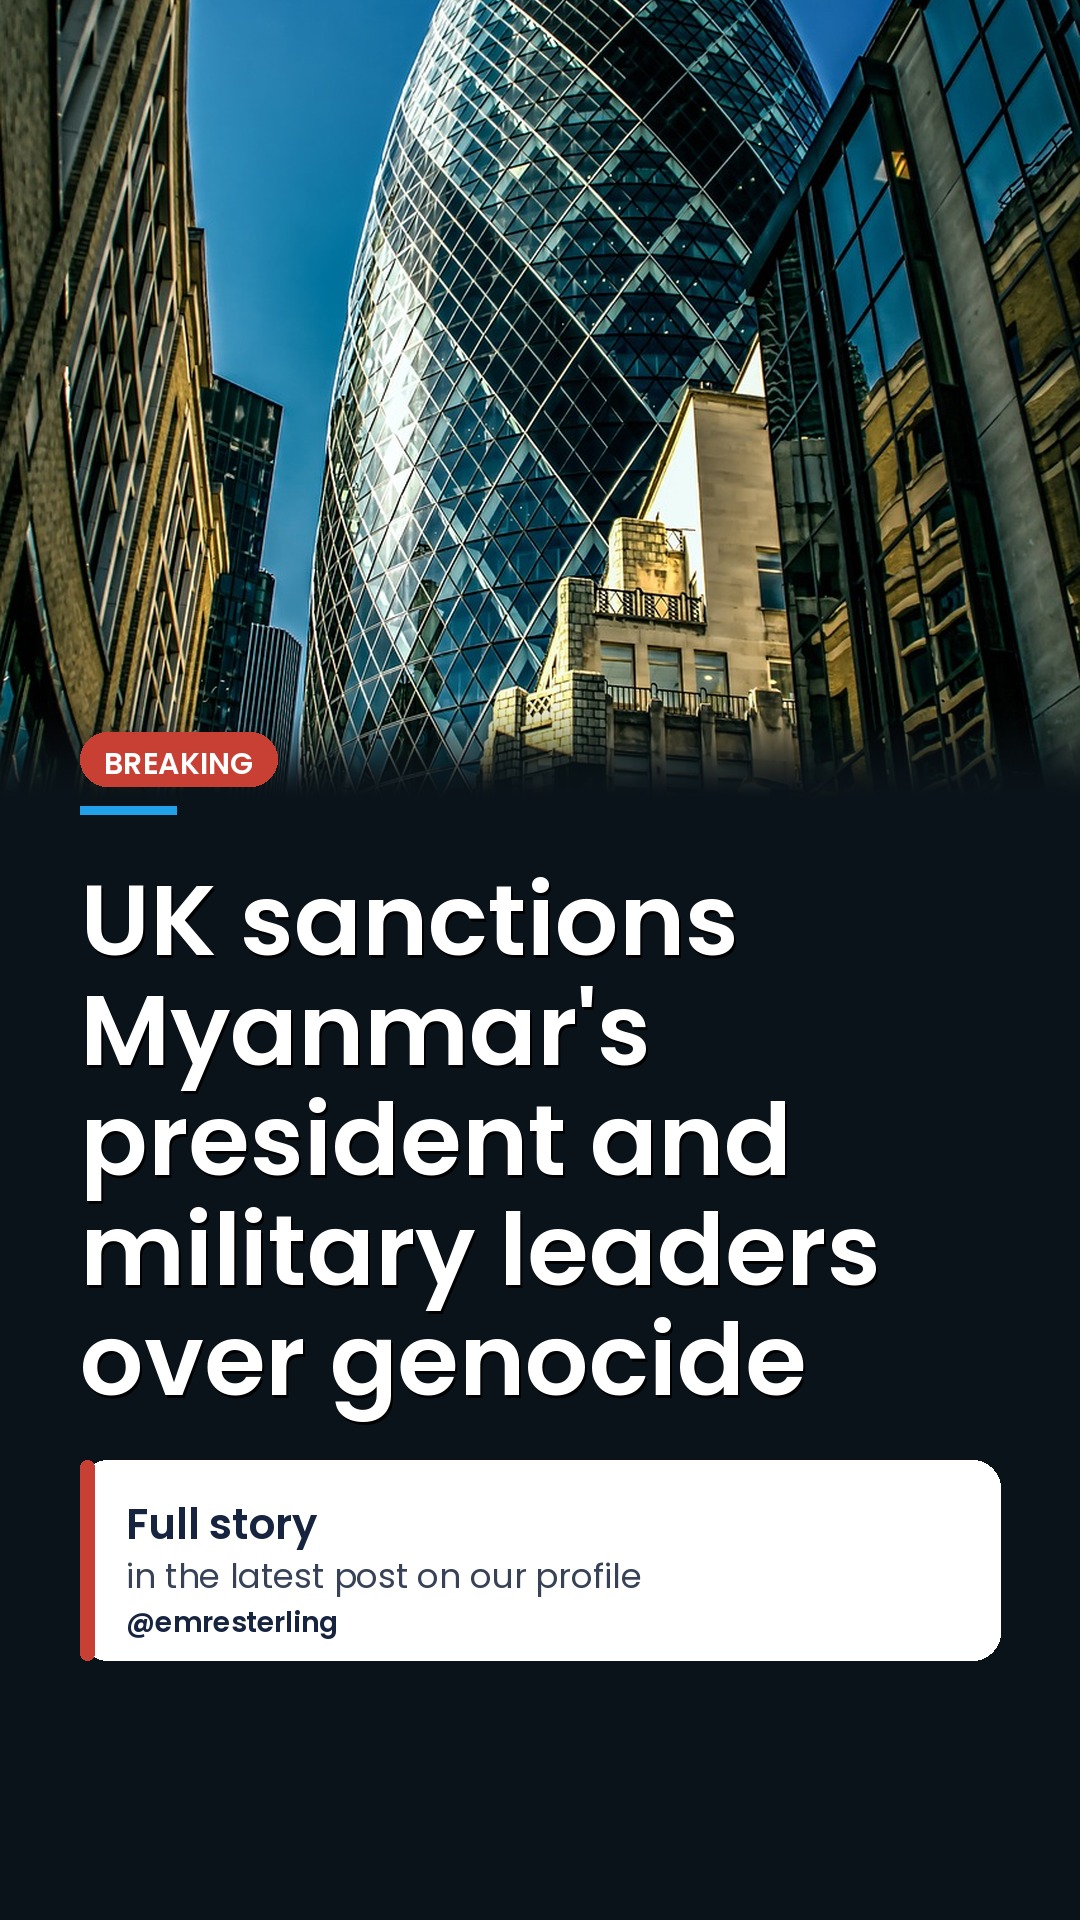 BREAKING
UK sanctions
Myanmar's
president and
military leaders
over genocide
Full story
in the latest post on our profile
@emresterling